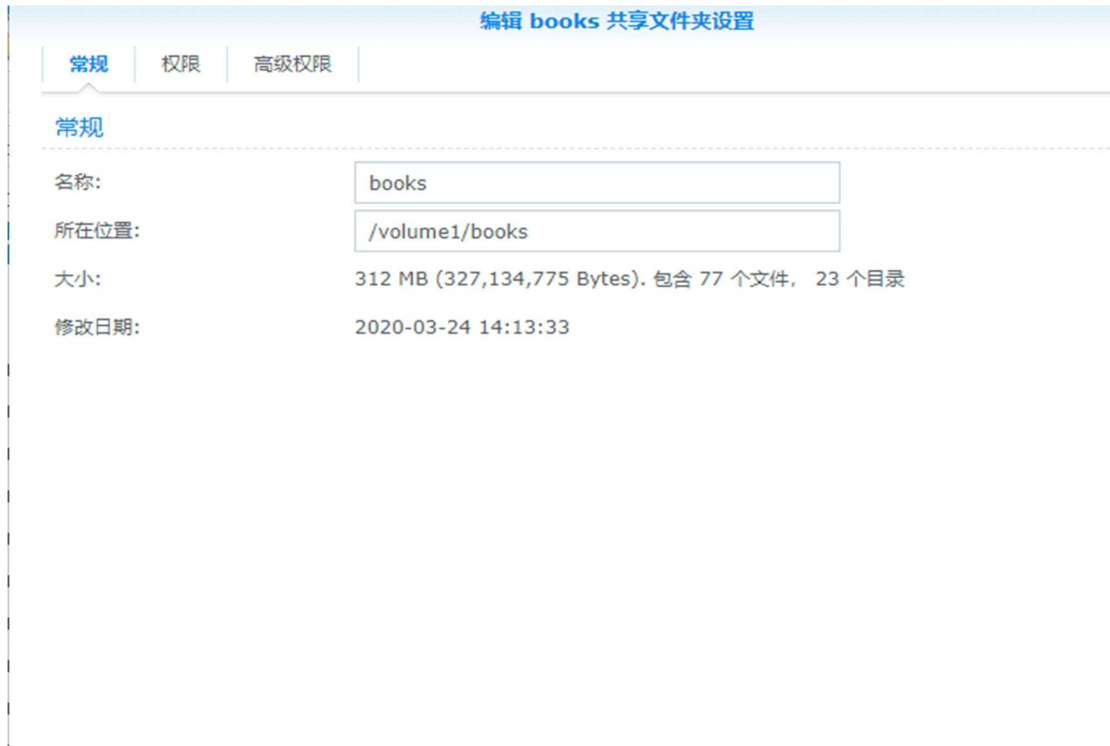 编辑 books 共享文件夹设置
常规 权限 高级权限
常规
名称: books
所在位置: /volume1/books
大小: 312 MB (327,134,775 Bytes). 包含 77 个文件, 23 个目录
修改日期: 2020-03-24 14:13:33